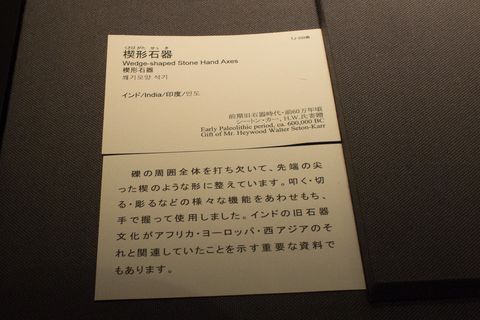 くさび がた せっ き
楔形石器
Wedge-shaped Stone Hand Axes
楔形石器
쐐기모양 석기
インド/India/印度/인도
前期旧石器時代・前60万年頃
シートン・カー, H.W.氏寄贈
Early Paleolithic period, ca. 600,000 BC
Gift of Mr. Heywood Walter Seton-Karr
礫の周囲全体を打ち欠いて、先端の尖
った楔のような形に整えています。叩く・切
る・彫るなどの様々な機能をあわせもち、
手で握って使用しました。インドの旧石器
文化がアフリカ・ヨーロッパ・西アジアのそ
れと関連していたことを示す重要な資料で
もあります。